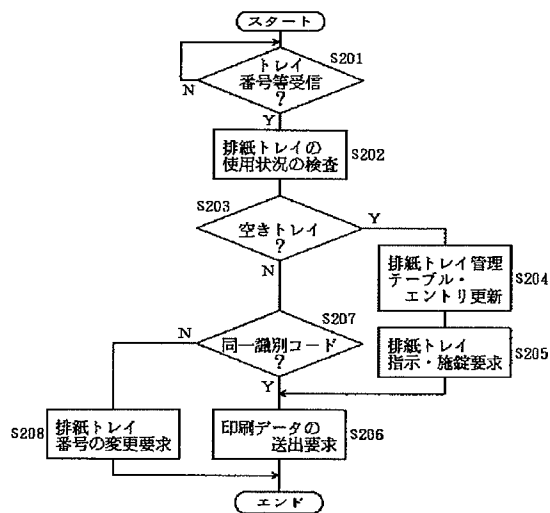 スタート
S201
トレイ
番号等受信
?
N
Y
排紙トレイの
使用状況の検査
S202
S203
空きトレイ
?
Y
N
排紙トレイ管理
テーブル・
エントリ更新
S204
S207
同一識別コード
?
N
Y
排紙トレイ
指示・施錠要求
S205
S208
排紙トレイ
番号の変更要求
印刷データの
送出要求
S206
エンド